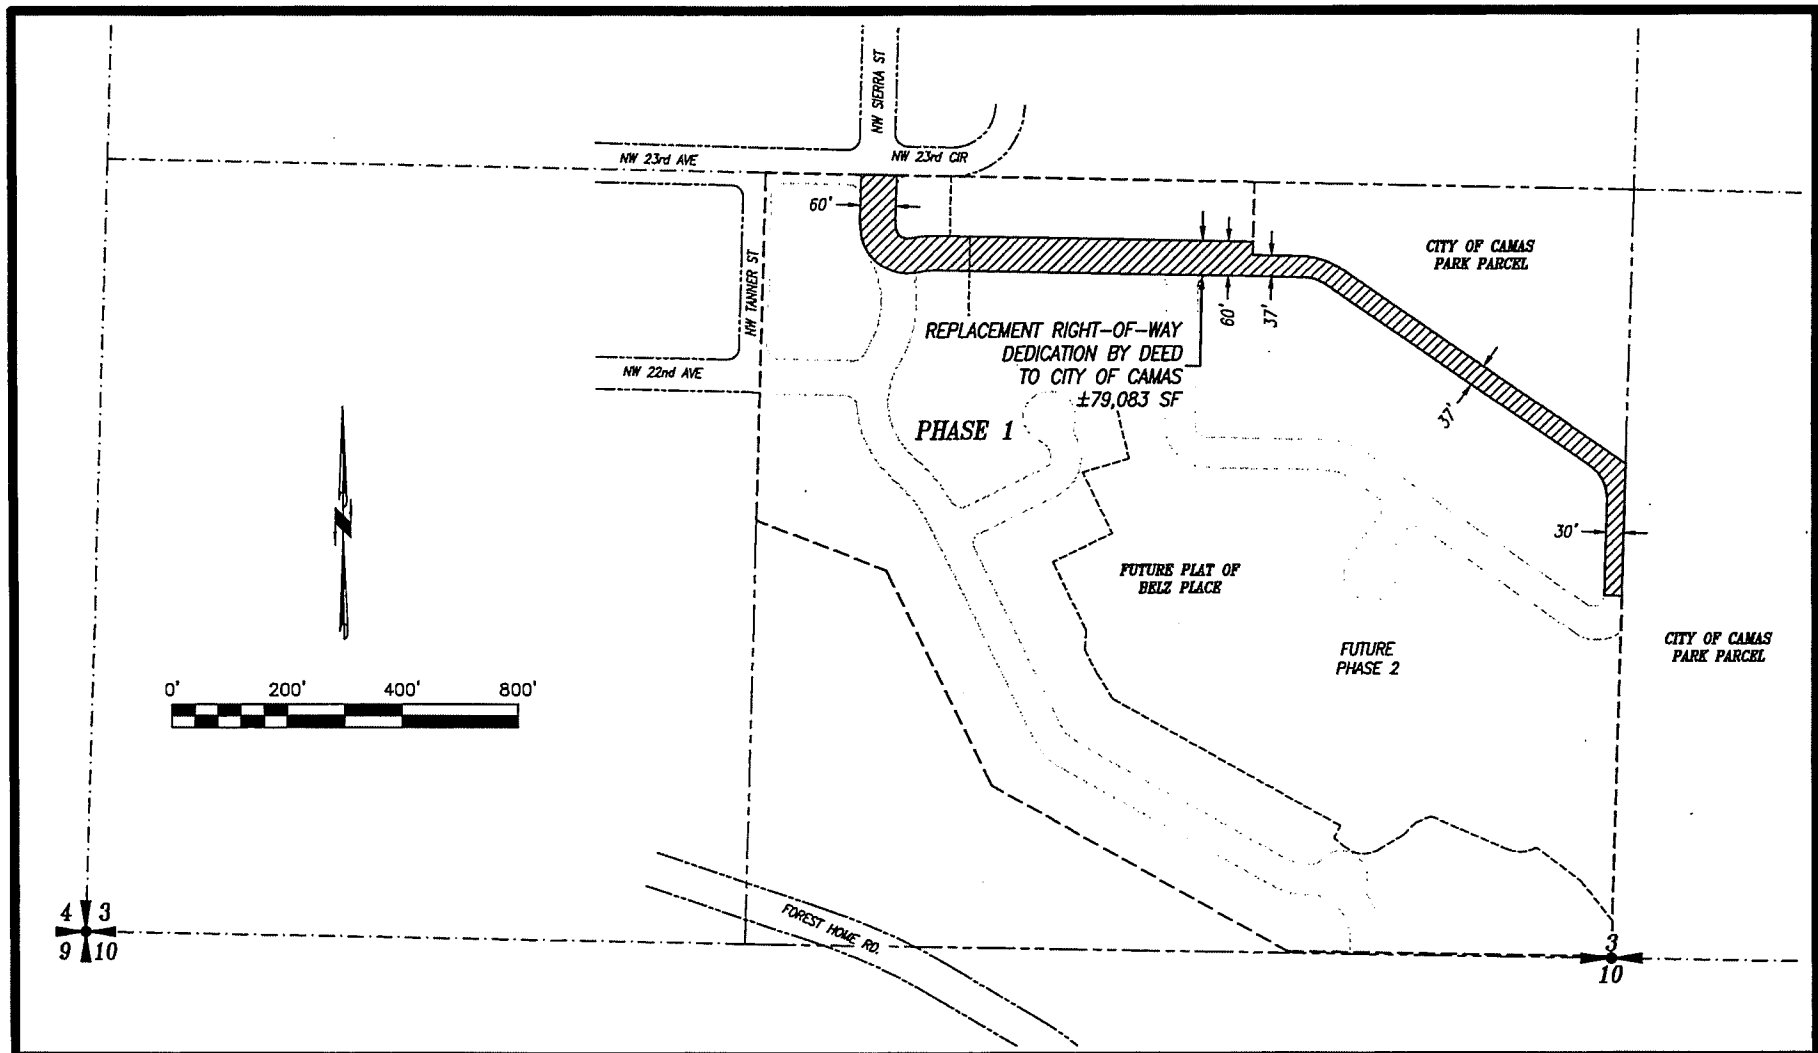 NW SIERRA ST
NW 23rd AVE
NW 23rd CIR
60'
NW TANNER ST
CITY OF CAMAS
PARK PARCEL
REPLACEMENT RIGHT-OF-WAY
DEDICATION BY DEED
TO CITY OF CAMAS
±79,083 SF
60'
37'
NW 22nd AVE
37'
PHASE 1
30'
FUTURE PLAT OF
BELZ PLACE
FUTURE
PHASE 2
CITY OF CAMAS
PARK PARCEL
N
0' 200' 400' 800'
FOREST HOME RD.
4 3
9 10
3
10